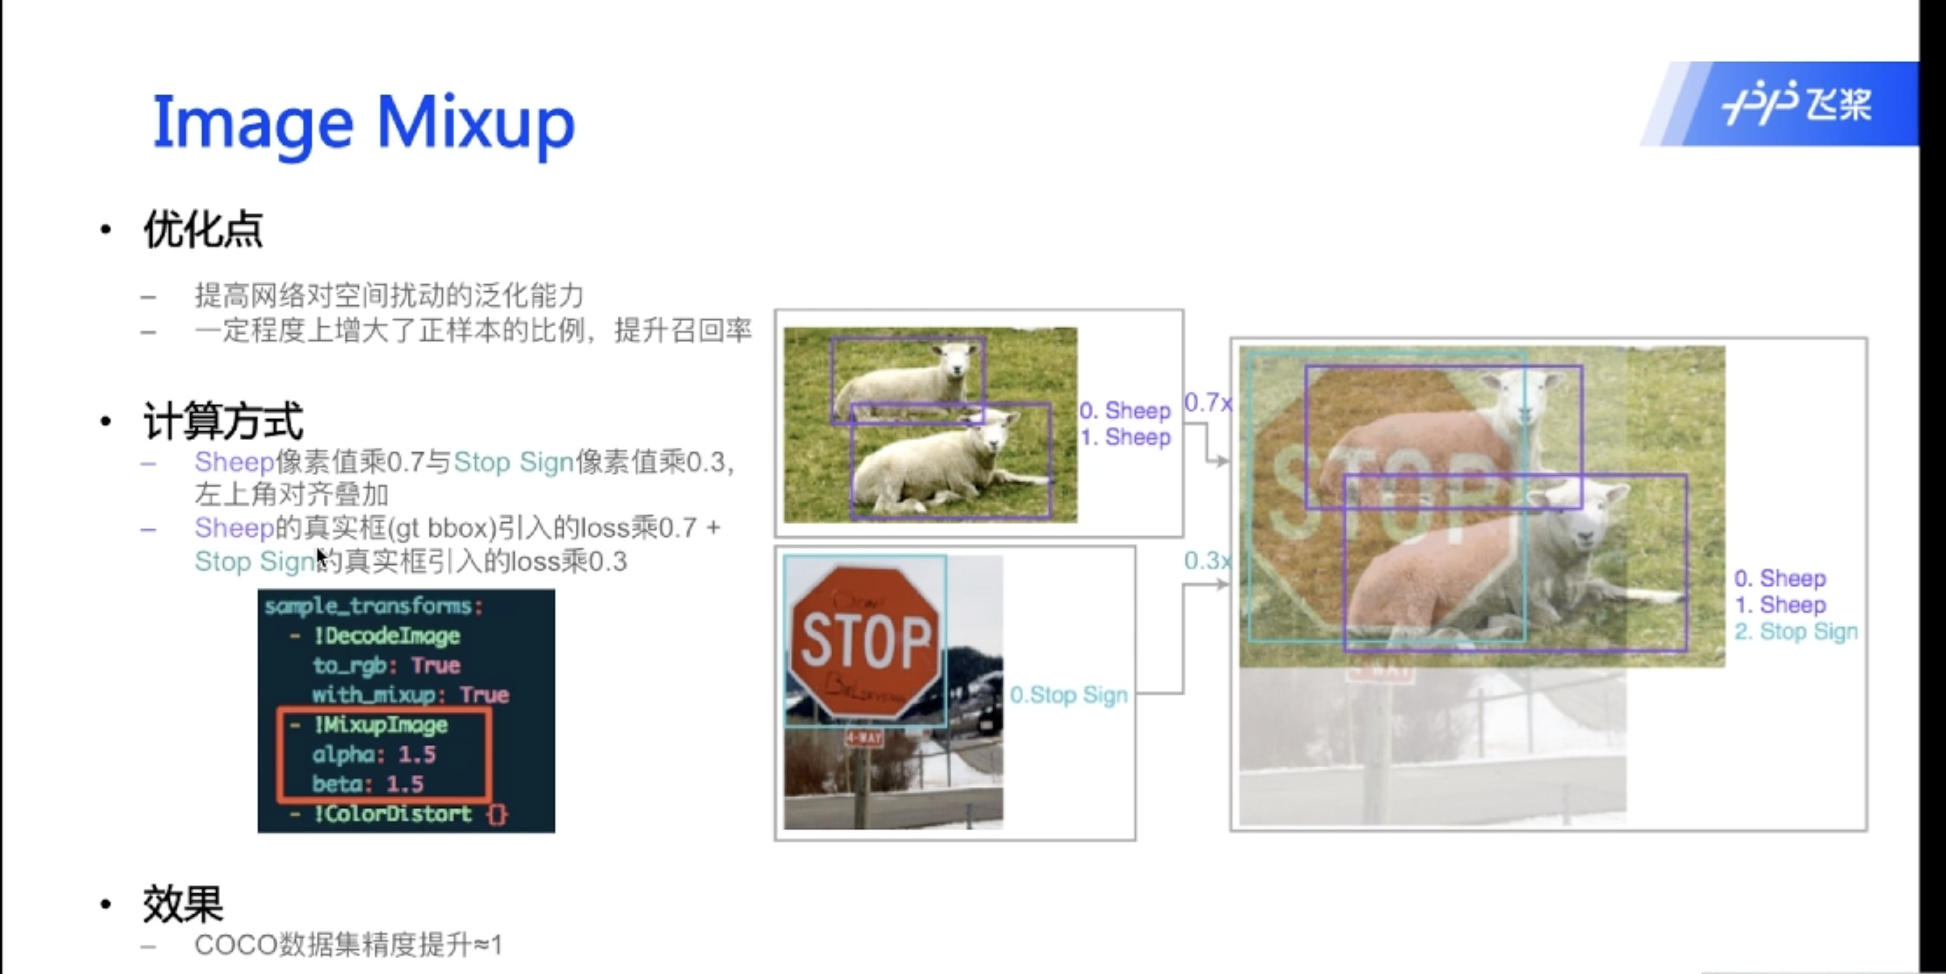 Image Mixup
飞桨
• 优化点
– 提高网络对空间扰动的泛化能力
– 一定程度上增大了正样本的比例，提升召回率
• 计算方式
– Sheep像素值乘0.7与Stop Sign像素值乘0.3，
左上角对齐叠加
– Sheep的真实框(gt bbox)引入的loss乘0.7 +
Stop Sign的真实框引入的loss乘0.3
sample_transforms:
- !DecodeImage
to_rgb: True
with_mixup: True
- !MixupImage
alpha: 1.5
beta: 1.5
- !ColorDistort {}
• 效果
– COCO数据集精度提升≈1
0. Sheep
1. Sheep
0.7x
STOP
4-WAY
0.Stop Sign
0.3x
STOP
4-WAY
0. Sheep
1. Sheep
2. Stop Sign